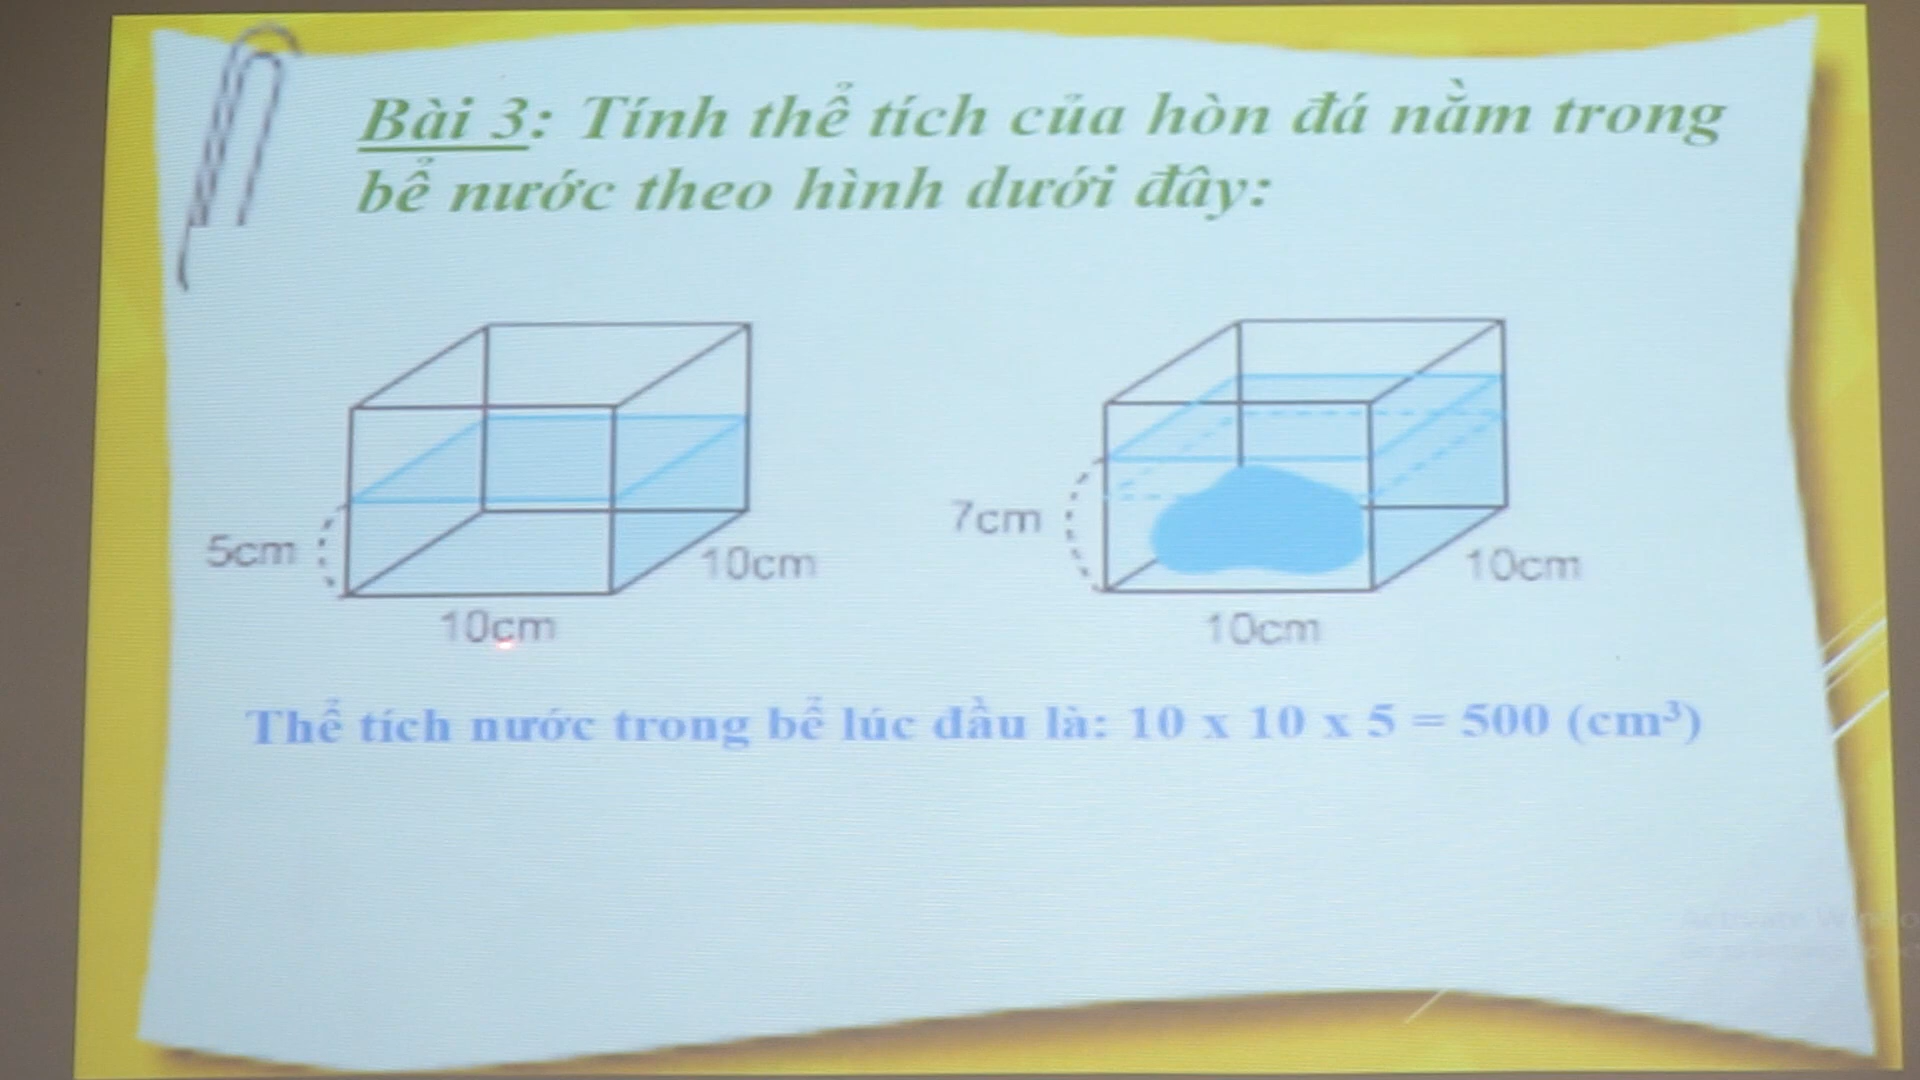 Bài 3: Tính thể tích của hòn đá nằm trong
bể nước theo hình dưới đây:
5cm
10cm
10cm
7cm
10cm
10cm
Thể tích nước trong bể lúc đầu là: 10 x 10 x 5 = 500 (cm³)